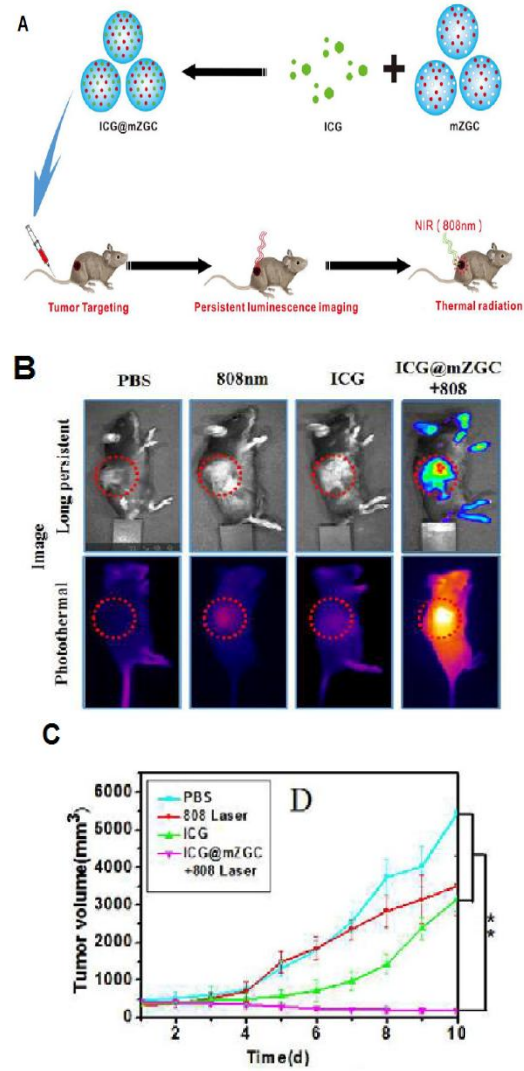 A
ICG@mZGC
ICG
mZGC
NIR ( 808nm )
Tumor Targeting
Persistent luminescence imaging
Thermal radiation
B
PBS
808nm
ICG
ICG@mZGC
+808
Image
Long persistent
Photothermal
C
D
PBS
808 Laser
ICG
ICG@mZGC
+808 Laser
Tumor volume(mm³)
6000
5000
4000
3000
2000
1000
0
2
4
6
8
10
Time(d)
**